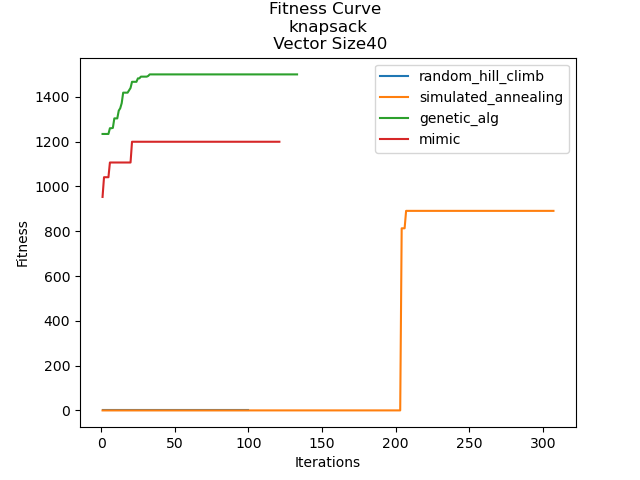 Fitness Curve
knapsack
Vector Size40
random_hill_climb
simulated_annealing
genetic_alg
mimic
1400
1200
1000
800
600
400
200
0
Fitness
0 50 100 150 200 250 300
Iterations